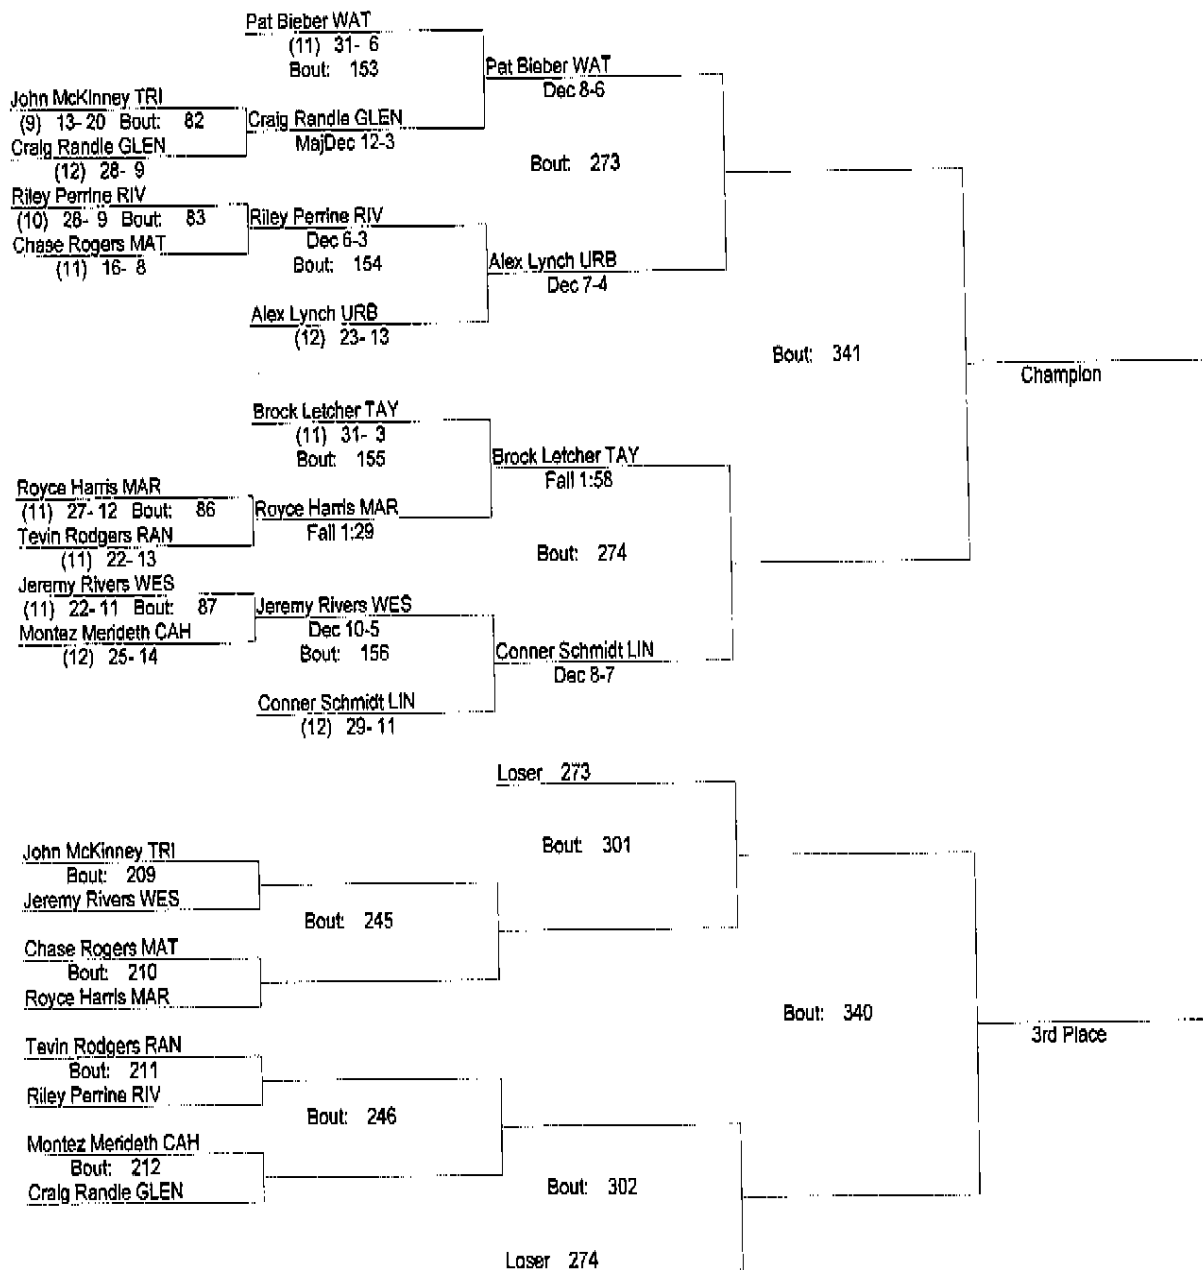 Pat Bieber WAT
(11) 31- 6
Bout: 153
Pat Bieber WAT
Dec 8-6
John McKinney TRI
(9) 13- 20 Bout: 82
Craig Randle GLEN
MajDec 12-3
Craig Randle GLEN
(12) 28- 9
Bout: 273
Riley Perrine RIV
(10) 28- 9 Bout: 83
Riley Perrine RIV
Dec 6-3
Chase Rogers MAT
(11) 16- 8
Bout: 154
Alex Lynch URB
Dec 7-4
Alex Lynch URB
(12) 23- 13
Bout: 341
Champion
Brock Letcher TAY
(11) 31- 3
Bout: 155
Brock Letcher TAY
Fall 1:58
Royce Harris MAR
(11) 27- 12 Bout: 86
Royce Harris MAR
Fall 1:29
Tevin Rodgers RAN
(11) 22- 13
Bout: 274
Jeremy Rivers WES
(11) 22- 11 Bout: 87
Jeremy Rivers WES
Dec 10-5
Montez Merideth CAH
(12) 25- 14
Bout: 156
Conner Schmidt LIN
Dec 8-7
Conner Schmidt LIN
(12) 29- 11
Loser 273
Bout: 301
John McKinney TRI
Bout: 209
Jeremy Rivers WES
Bout: 245
Chase Rogers MAT
Bout: 210
Royce Harris MAR
Bout: 340
3rd Place
Tevin Rodgers RAN
Bout: 211
Riley Perrine RIV
Bout: 246
Montez Merideth CAH
Bout: 212
Craig Randle GLEN
Bout: 302
Loser 274